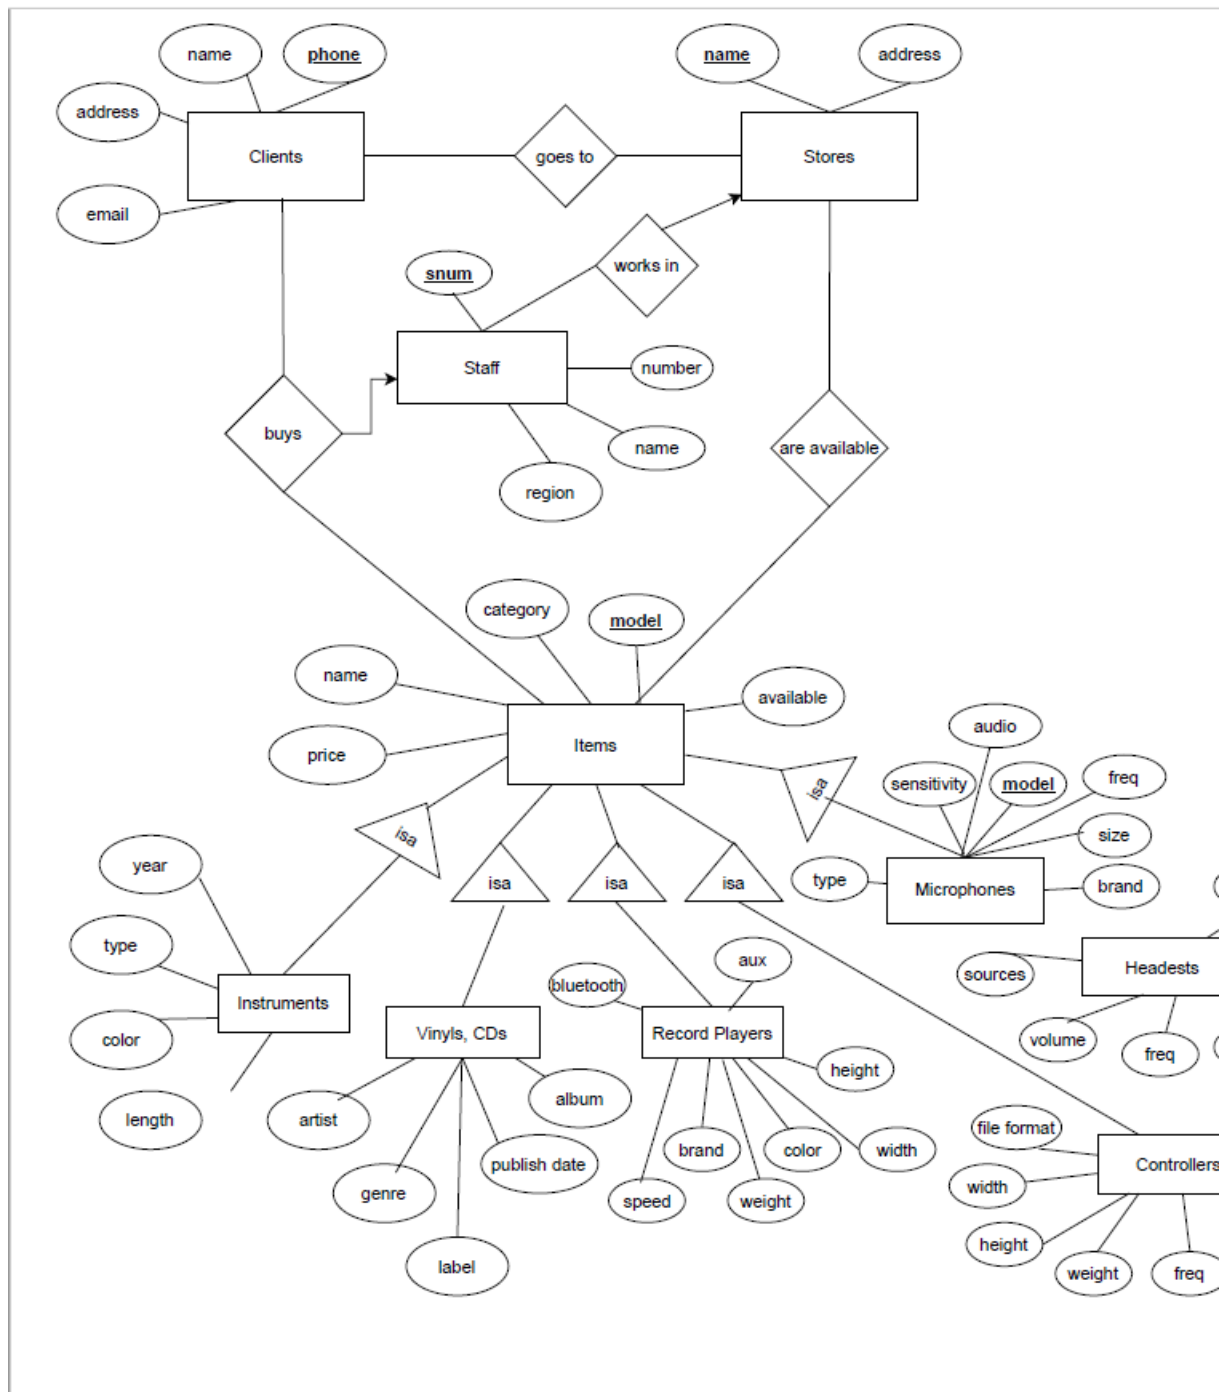 name
phone
name
address
address
Clients
goes to
Stores
email
works in
snum
Staff
number
buys
name
are available
region
category
model
name
available
price
Items
audio
sensitivity
model
freq
isa
isa
size
year
type
Microphones
brand
isa
isa
isa
type
aux
sources
Headests
bluetooth
Instruments
Vinyls, CDs
Record Players
color
volume
freq
height
artist
album
length
file format
brand
color
width
publish date
Controllers
genre
width
speed
weight
height
label
weight
freq